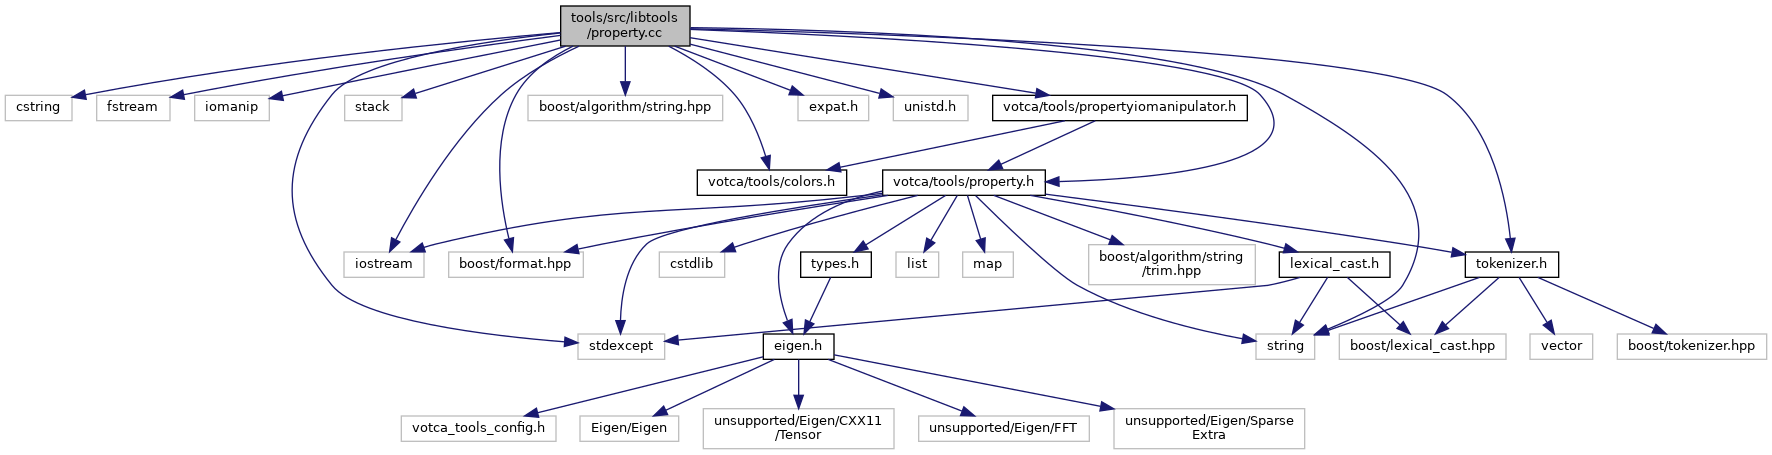 tools/src/libtools
/property.cc
cstring
fstream
iomanip
stack
boost/algorithm/string.hpp
expat.h
unistd.h
votca/tools/propertyiomanipulator.h
votca/tools/colors.h
votca/tools/property.h
iostream
boost/format.hpp
cstdlib
types.h
list
map
boost/algorithm/string
/trim.hpp
lexical_cast.h
tokenizer.h
stdexcept
eigen.h
string
boost/lexical_cast.hpp
vector
boost/tokenizer.hpp
votca_tools_config.h
Eigen/Eigen
unsupported/Eigen/CXX11
/Tensor
unsupported/Eigen/FFT
unsupported/Eigen/Sparse
Extra